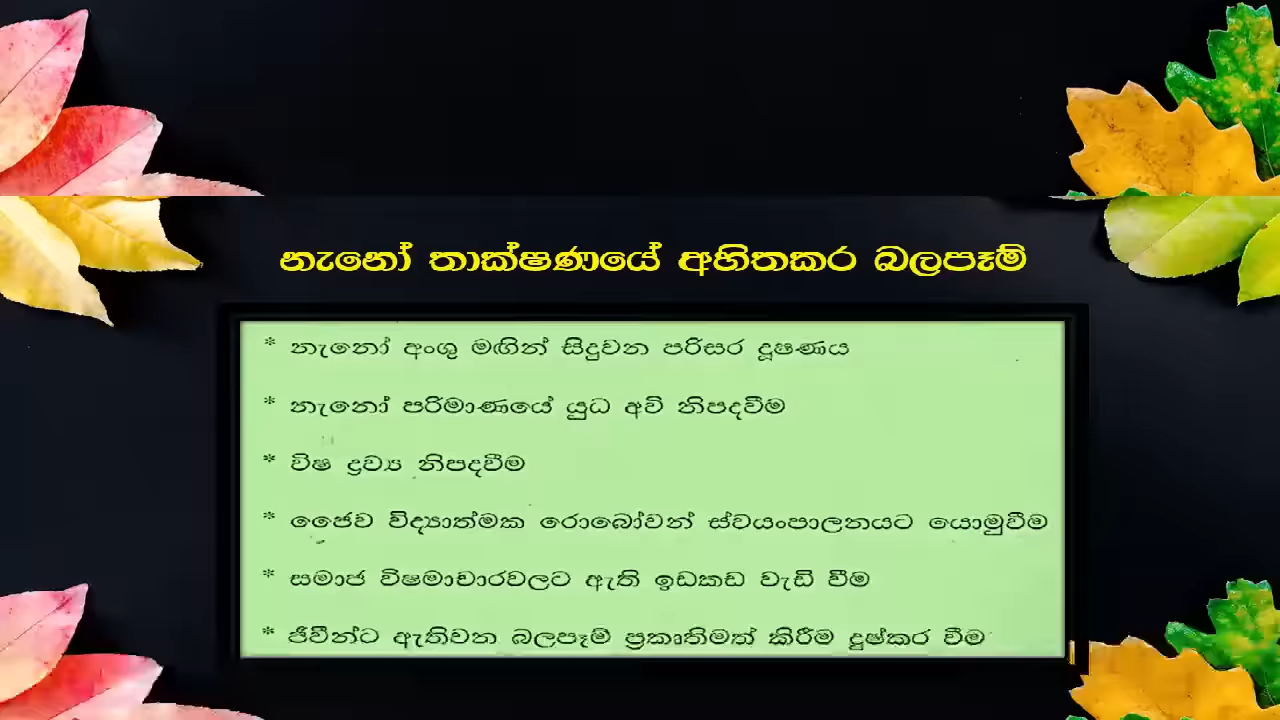 නැනෝ තාක්ෂණයේ අහිතකර බලපෑම්
* නැනෝ අංශු මඟින් සිදුවන පරිසර දූෂණය
* නැනෝ පරිමාණයේ යුධ අවි නිපදවීම
* විෂ ද්‍රව්‍ය නිපදවීම
* ජෛව විද්‍යාත්මක රොබෝවන් ස්වයංපාලනයට යොමුවීම
* සමාජ විෂමාචාරවලට ඇති ඉඩකඩ වැඩි වීම
* ජීවීන්ට ඇතිවන බලපෑම් ප්‍රකෘතිමත් කිරීම දුෂ්කර වීම